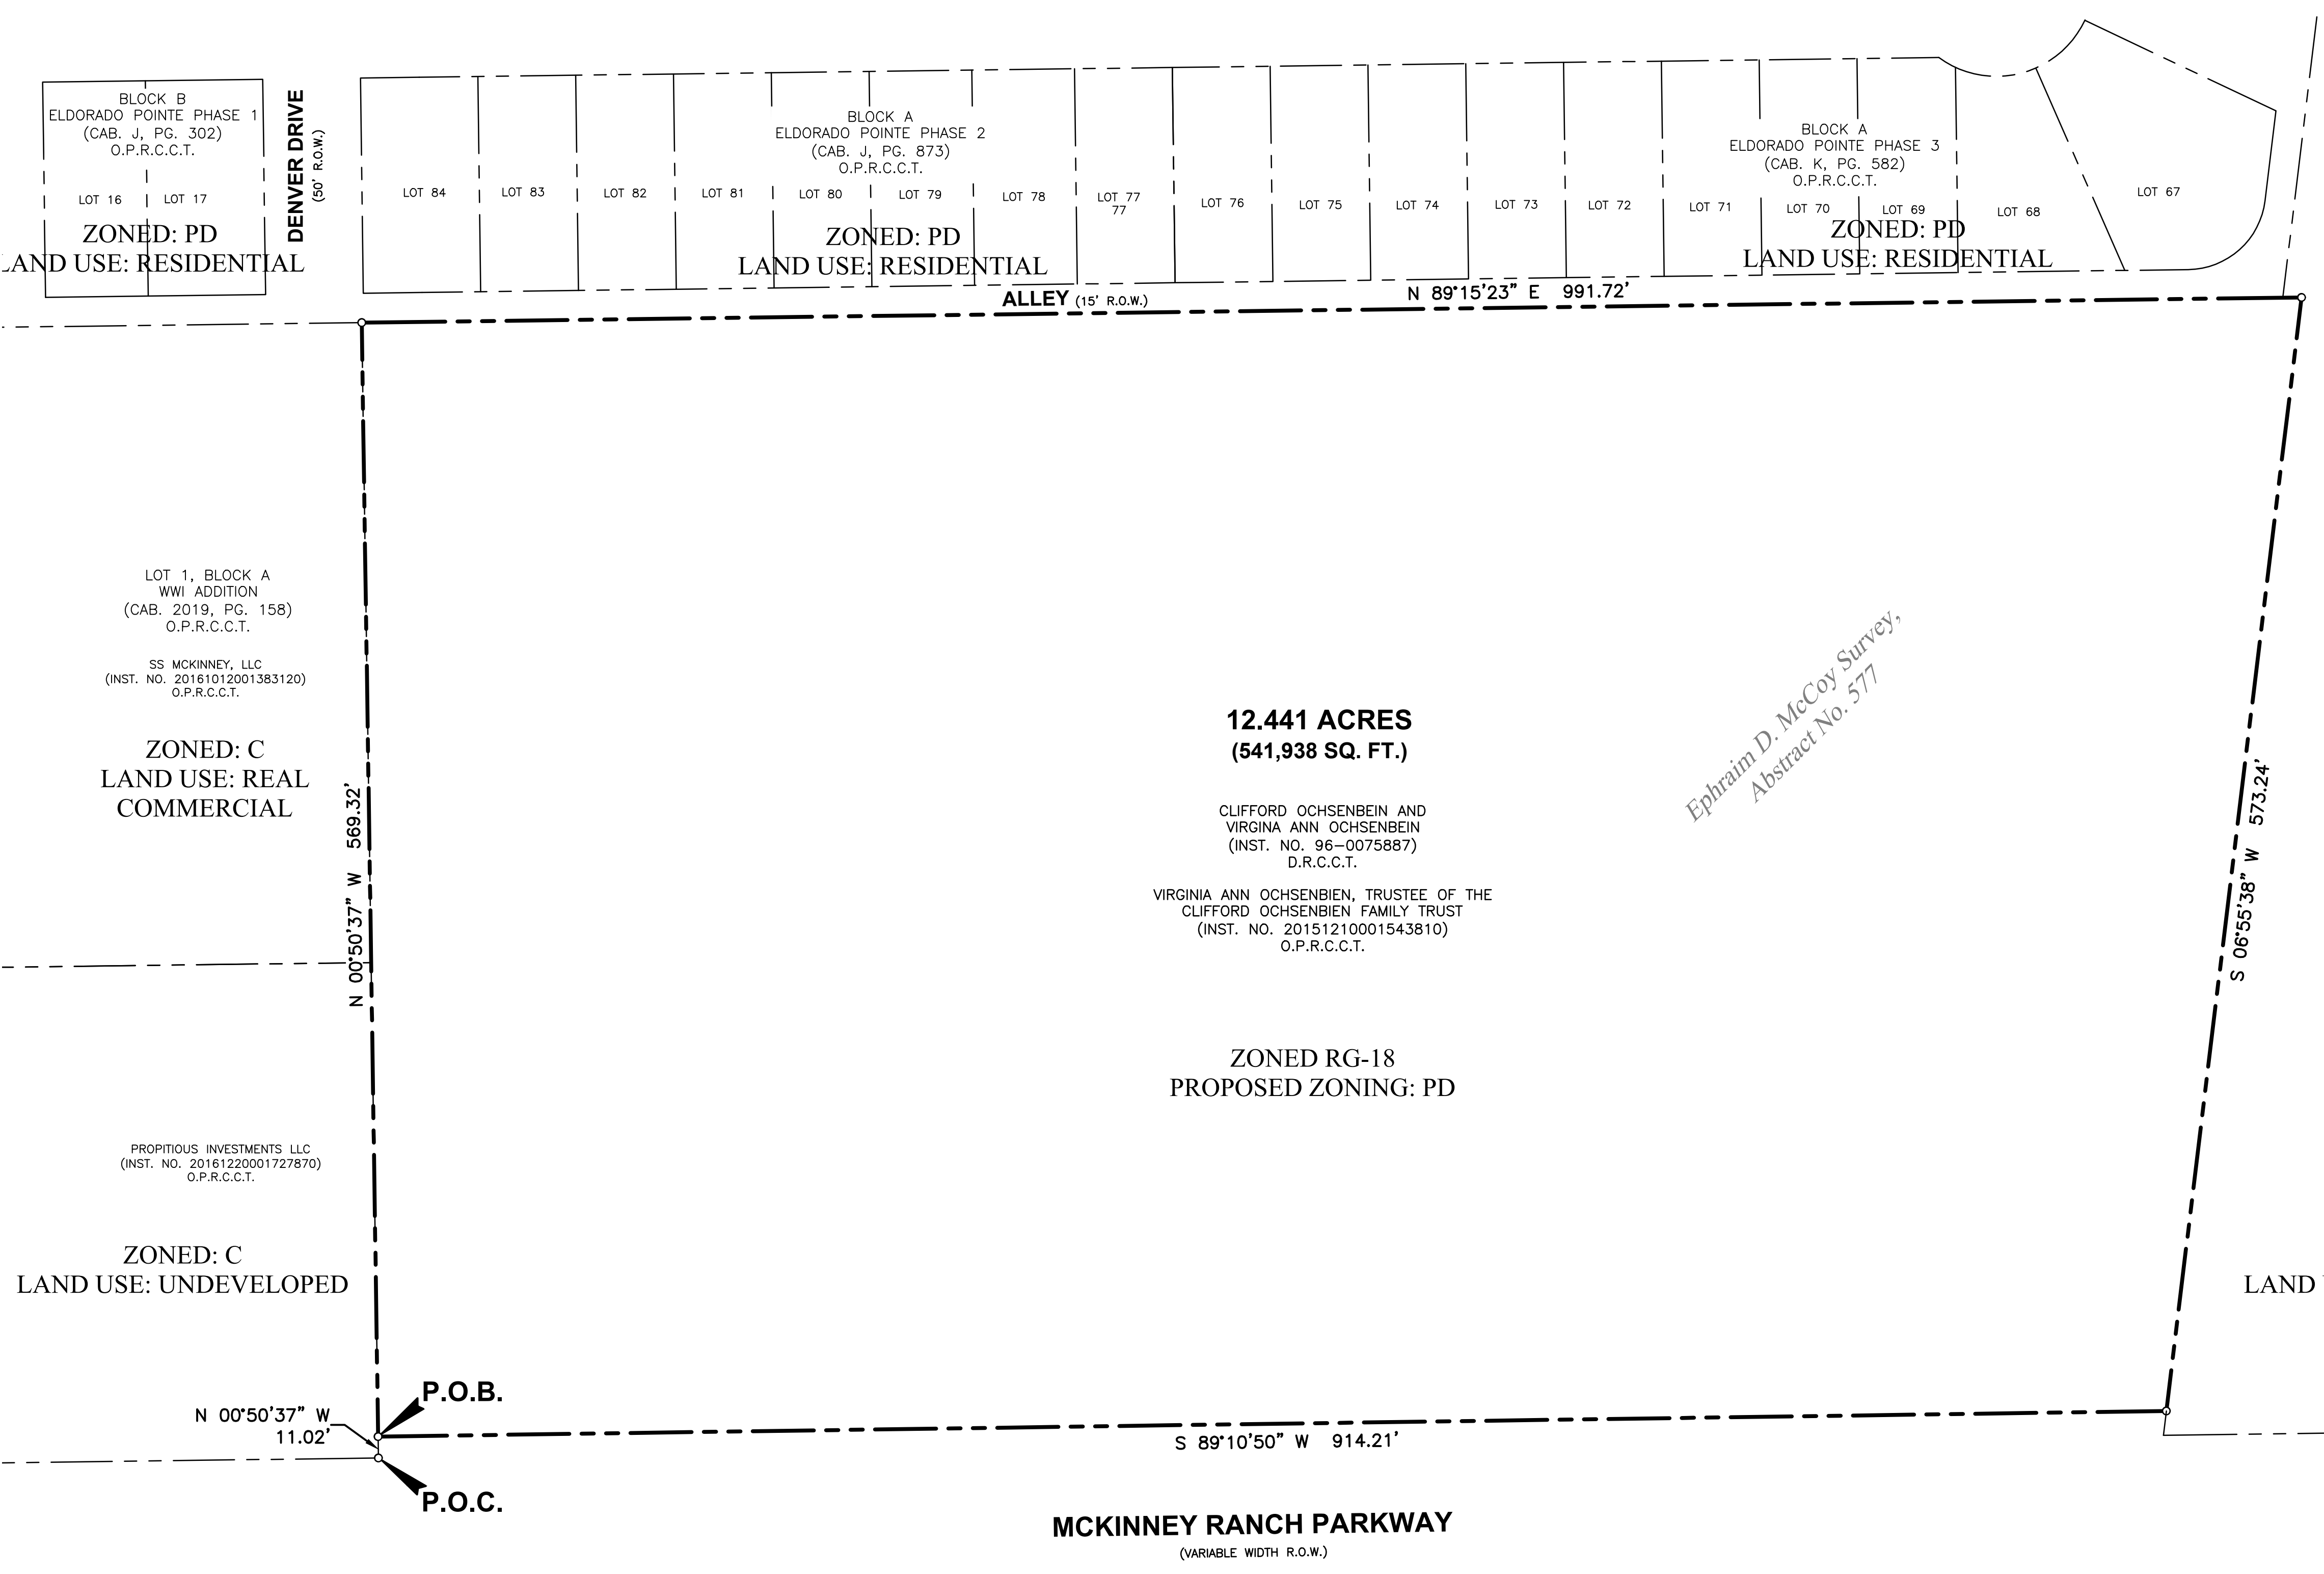 BLOCK B
ELDORADO POINTE PHASE 1
(CAB. J, PG. 302)
O.P.R.C.C.T.
LOT 16
LOT 17
ZONED: PD
LAND USE: RESIDENTIAL
DENVER DRIVE
(50' R.O.W.)
BLOCK A
ELDORADO POINTE PHASE 2
(CAB. J, PG. 873)
O.P.R.C.C.T.
LOT 84
LOT 83
LOT 82
LOT 81
LOT 80
LOT 79
LOT 78
LOT 77
77
LOT 76
LOT 75
LOT 74
LOT 73
LOT 72
LOT 71
LOT 70
LOT 69
LOT 68
LOT 67
ZONED: PD
LAND USE: RESIDENTIAL
BLOCK A
ELDORADO POINTE PHASE 3
(CAB. K, PG. 582)
O.P.R.C.C.T.
ZONED: PD
LAND USE: RESIDENTIAL
ALLEY (15' R.O.W.)
N 89°15'23" E 991.72'
LOT 1, BLOCK A
WWI ADDITION
(CAB. 2019, PG. 158)
O.P.R.C.C.T.
SS MCKINNEY, LLC
(INST. NO. 20161012001383120)
O.P.R.C.C.T.
ZONED: C
LAND USE: REAL
COMMERCIAL
N 00°50'37" W 569.32'
12.441 ACRES
(541,938 SQ. FT.)
CLIFFORD OCHSENBEIN AND
VIRGINA ANN OCHSENBEIN
(INST. NO. 96-0075887)
D.R.C.C.T.
VIRGINIA ANN OCHSENBIEN, TRUSTEE OF THE
CLIFFORD OCHSENBIEN FAMILY TRUST
(INST. NO. 20151210001543810)
O.P.R.C.C.T.
ZONED RG-18
PROPOSED ZONING: PD
Ephraim D. McCoy Survey,
Abstract No. 577
S 06°55'38" W 573.24'
PROPITIOUS INVESTMENTS LLC
(INST. NO. 20161220001727870)
O.P.R.C.C.T.
ZONED: C
LAND USE: UNDEVELOPED
LAND
P.O.B.
N 00°50'37" W
11.02'
S 89°10'50" W 914.21'
P.O.C.
MCKINNEY RANCH PARKWAY
(VARIABLE WIDTH R.O.W.)